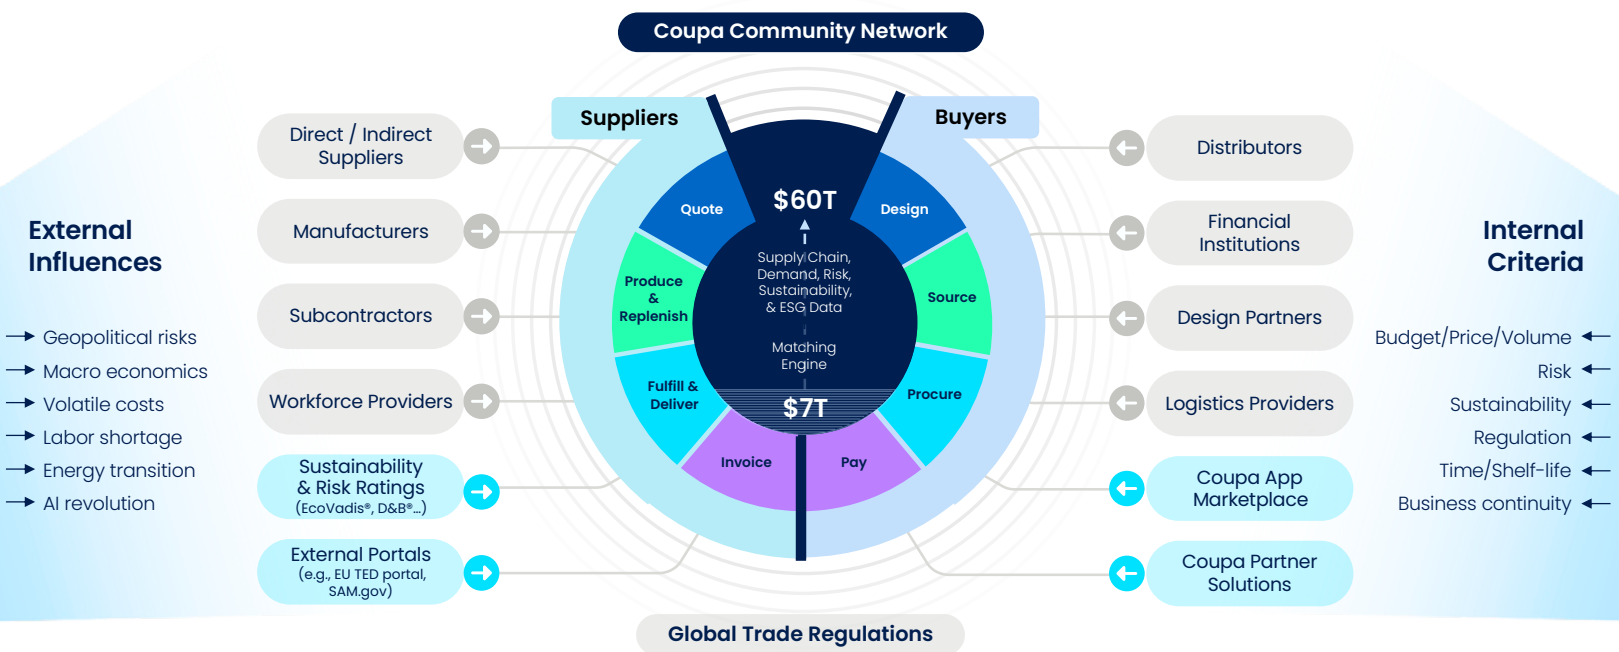 Coupa Community Network
Suppliers
Buyers
External
Influences
Geopolitical risks
Macro economics
Volatile costs
Labor shortage
Energy transition
AI revolution
Direct / Indirect
Suppliers
Manufacturers
Subcontractors
Workforce Providers
Sustainability
& Risk Ratings
(EcoVadis®, D&B®...)
External Portals
(e.g., EU TED portal,
SAM.gov)
Quote
Produce
&
Replenish
Fulfill &
Deliver
Invoice
$60T
Supply Chain,
Demand, Risk,
Sustainability,
& ESG Data
Matching
Engine
$7T
Design
Source
Procure
Pay
Distributors
Financial
Institutions
Design Partners
Logistics Providers
Coupa App
Marketplace
Coupa Partner
Solutions
Internal
Criteria
Budget/Price/Volume
Risk
Sustainability
Regulation
Time/Shelf-life
Business continuity
Global Trade Regulations